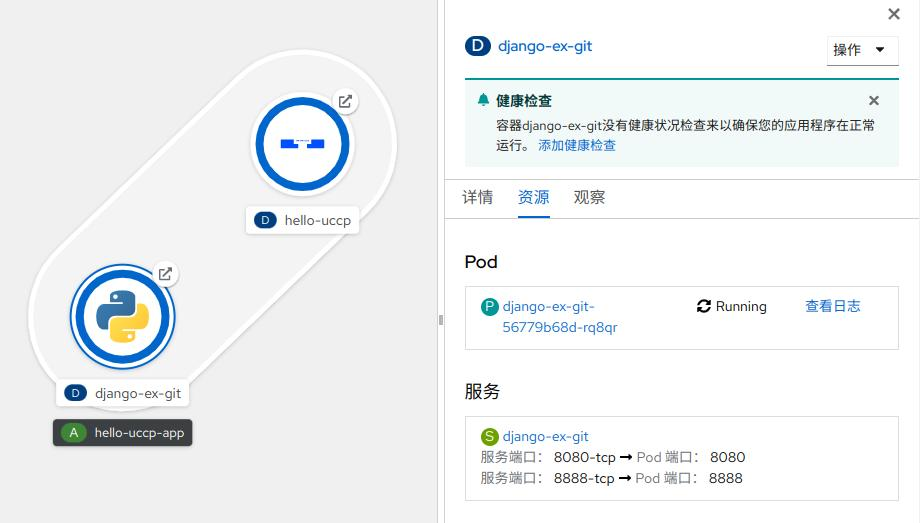 D hello-uccp
D django-ex-git
A hello-uccp-app
D django-ex-git
操作
健康检查
容器django-ex-git没有健康状况检查来以确保您的应用程序在正常
运行。 添加健康检查
详情 资源 观察
Pod
P django-ex-git-
56779b68d-rq8qr
Running 查看日志
服务
S django-ex-git
服务端口： 8080-tcp → Pod 端口： 8080
服务端口： 8888-tcp → Pod 端口： 8888